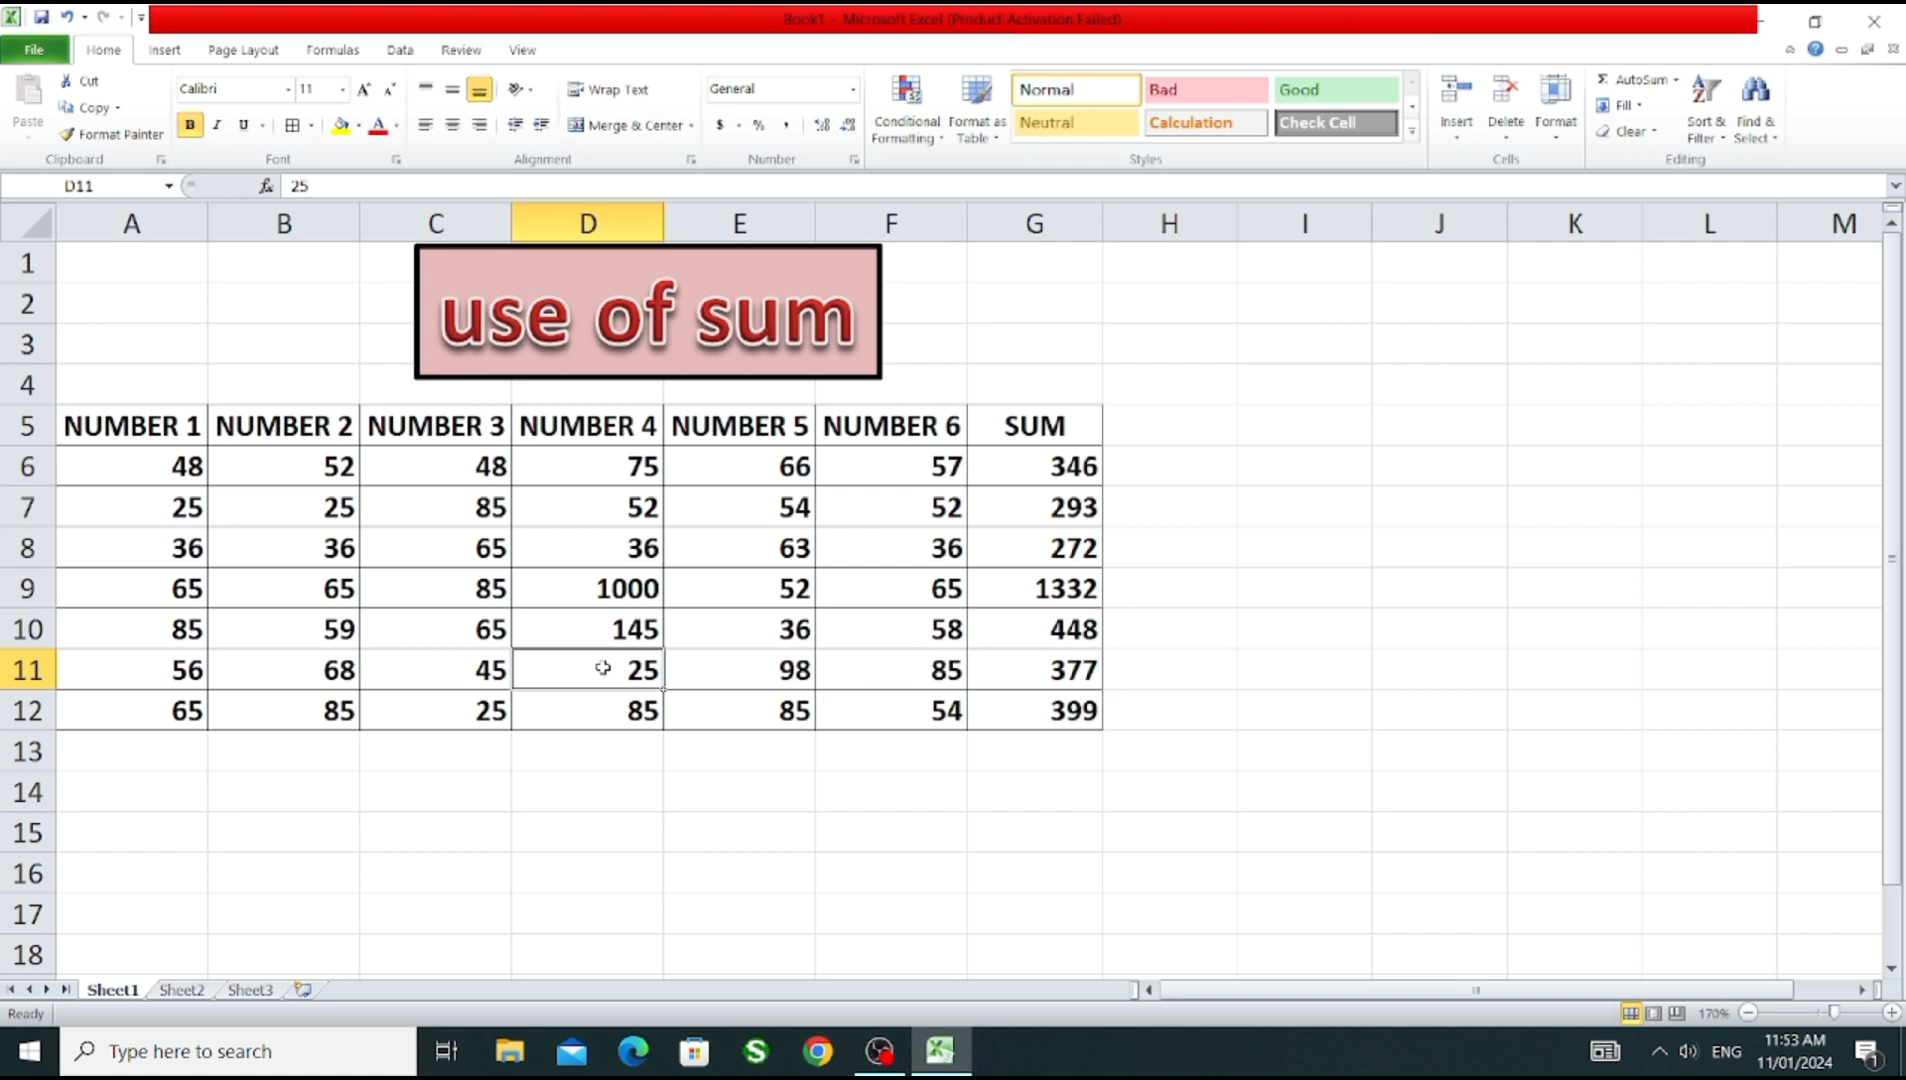 Book1 - Microsoft Excel (Product Activation Failed)
File Home Insert Page Layout Formulas Data Review View
Paste Cut Copy Format Painter Clipboard
Calibri 11 B I U Font
Wrap Text Merge & Center Alignment
General $ % , Number
Conditional Formatting Format as Table Normal Bad Good Neutral Calculation Check Cell Styles
Insert Delete Format Cells
Σ AutoSum Fill Clear Sort & Filter Find & Select Editing
D11 fx 25
A B C D E F G H I J K L M
1
2
3
4
use of sum
5 NUMBER 1 NUMBER 2 NUMBER 3 NUMBER 4 NUMBER 5 NUMBER 6 SUM
6 48 52 48 75 66 57 346
7 25 25 85 52 54 52 293
8 36 36 65 36 63 36 272
9 65 65 85 1000 52 65 1332
10 85 59 65 145 36 58 448
11 56 68 45 25 98 85 377
12 65 85 25 85 85 54 399
13
14
15
16
17
18
Sheet1 Sheet2 Sheet3
Ready 170%
Type here to search ENG 11:53 AM
11/01/2024 1